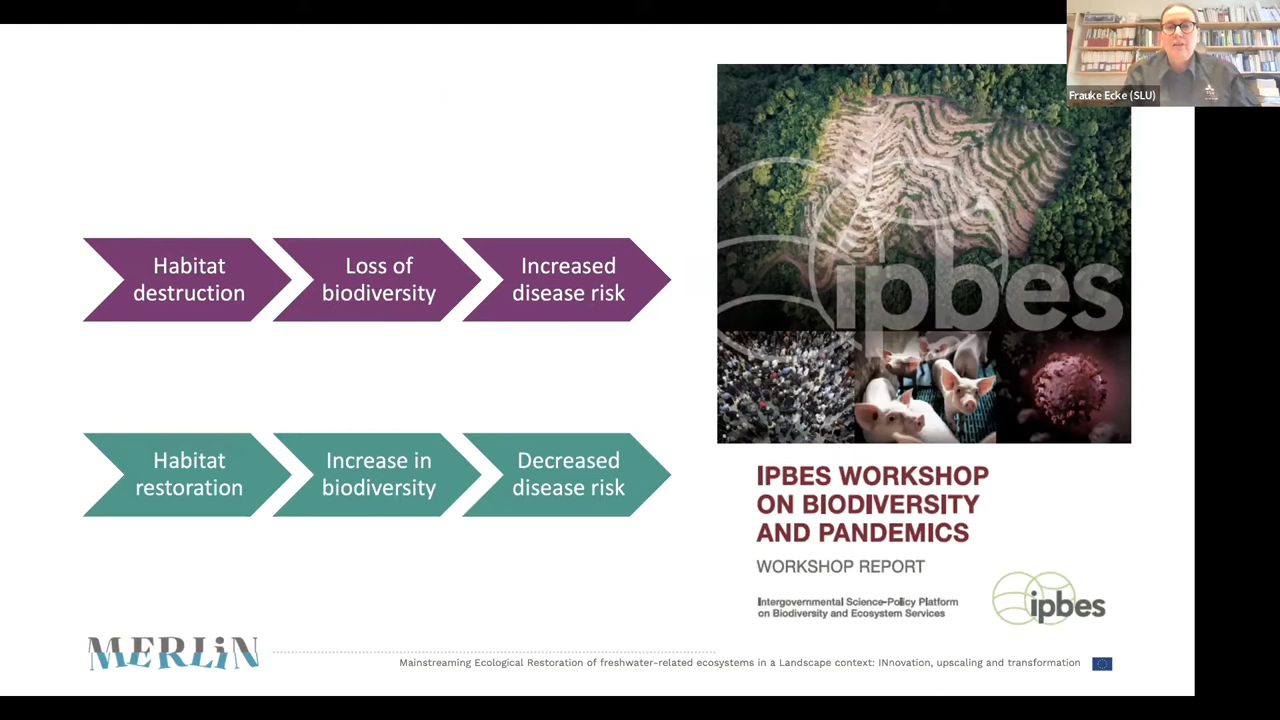 Frauke Ecke (SLU)
Habitat
destruction
Loss of
biodiversity
Increased
disease risk
Habitat
restoration
Increase in
biodiversity
Decreased
disease risk
ipbes
IPBES WORKSHOP
ON BIODIVERSITY
AND PANDEMICS
WORKSHOP REPORT
Intergovernmental Science-Policy Platform
on Biodiversity and Ecosystem Services
ipbes
MERLiN
Mainstreaming Ecological Restoration of freshwater-related ecosystems in a Landscape context: INnovation, upscaling and transformation